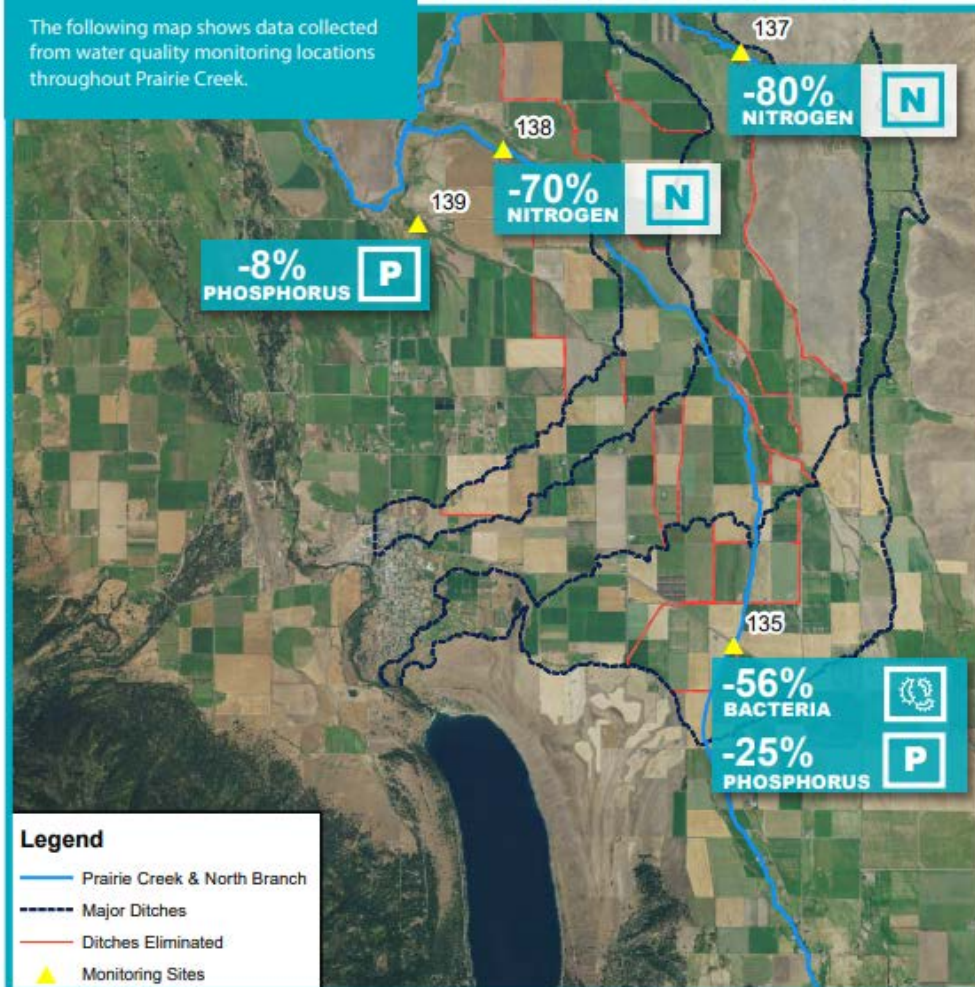 The following map shows data collected
from water quality monitoring locations
throughout Prairie Creek.
137
-80%
NITROGEN
N
138
-70%
NITROGEN
N
139
-8%
PHOSPHORUS
P
135
-56%
BACTERIA
-25%
PHOSPHORUS
P
Legend
Prairie Creek & North Branch
Major Ditches
Ditches Eliminated
Monitoring Sites